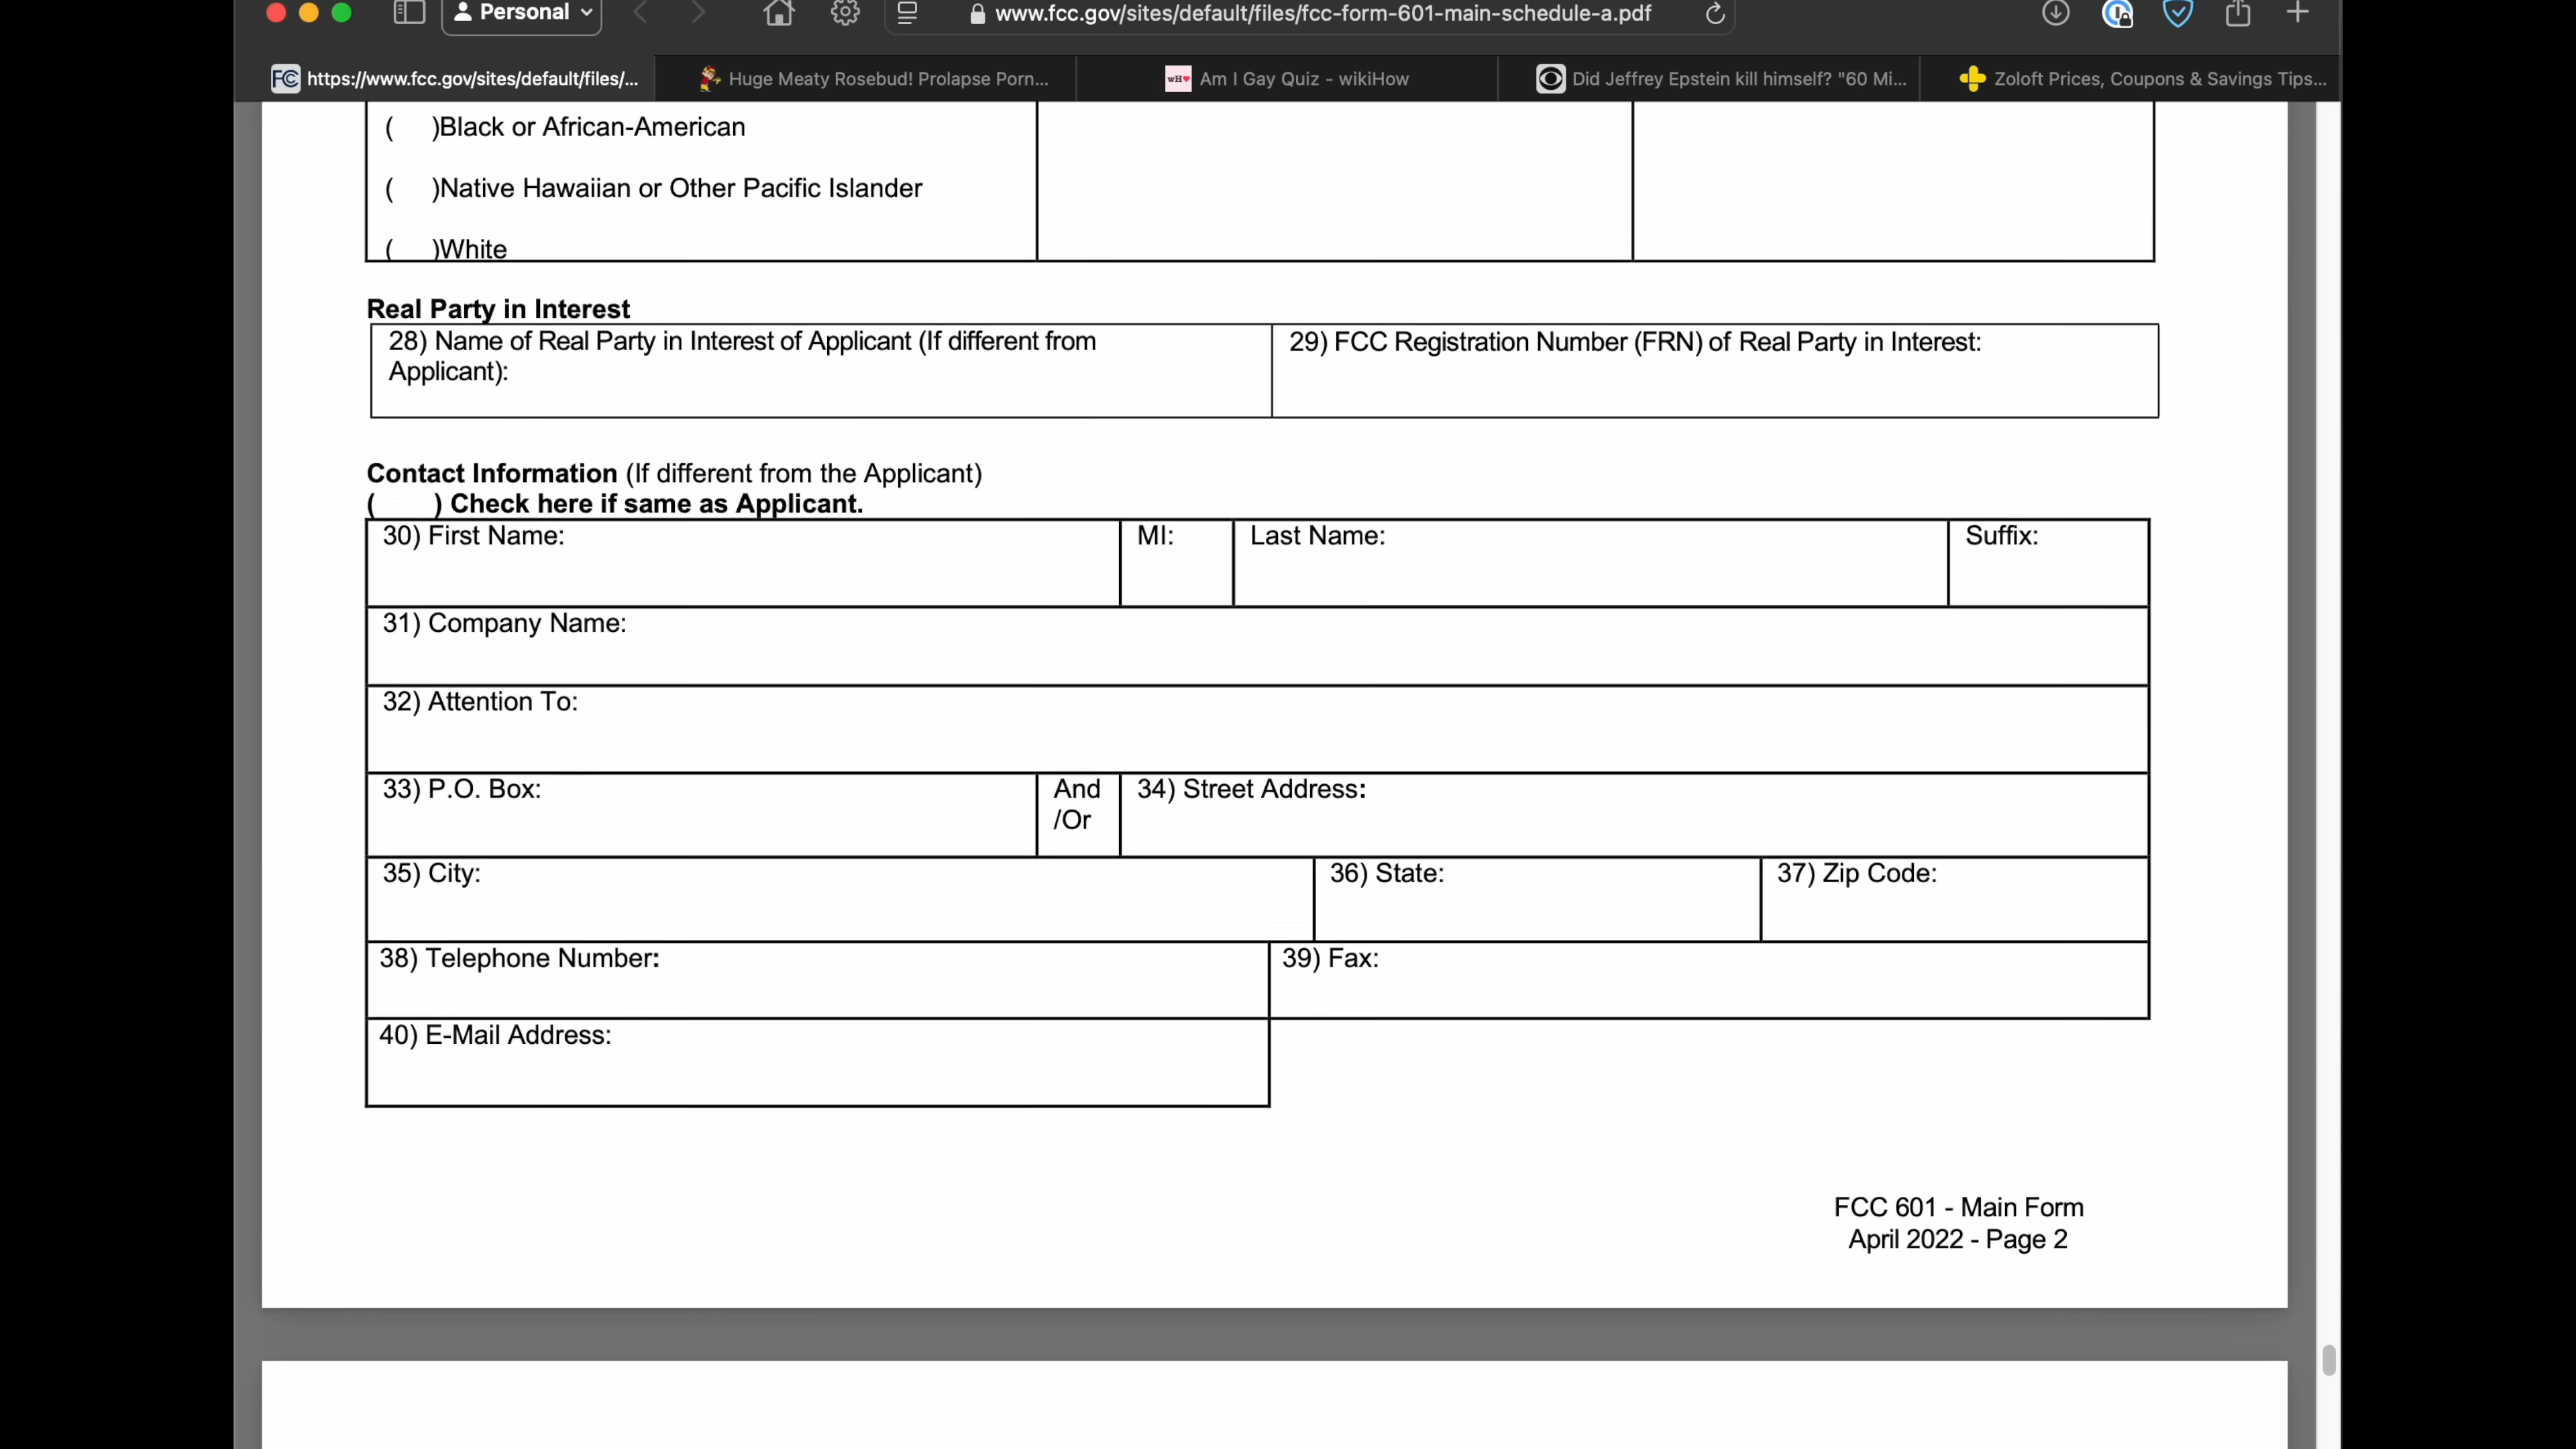 Personal
www.fcc.gov/sites/default/files/fcc-form-601-main-schedule-a.pdf
FCC https://www.fcc.gov/sites/default/files/...
Huge Meaty Rosebud! Prolapse Porn...
wH♥ Am I Gay Quiz - wikiHow
Did Jeffrey Epstein kill himself? "60 Mi...
Zoloft Prices, Coupons & Savings Tips...
( )Black or African-American
( )Native Hawaiian or Other Pacific Islander
( )White
Real Party in Interest
28) Name of Real Party in Interest of Applicant (If different from
Applicant):
29) FCC Registration Number (FRN) of Real Party in Interest:
Contact Information (If different from the Applicant)
( ) Check here if same as Applicant.
30) First Name:
MI:
Last Name:
Suffix:
31) Company Name:
32) Attention To:
33) P.O. Box:
And
/Or
34) Street Address:
35) City:
36) State:
37) Zip Code:
38) Telephone Number:
39) Fax:
40) E-Mail Address:
FCC 601 - Main Form
April 2022 - Page 2